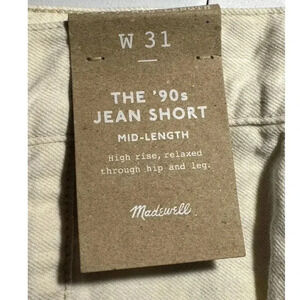 W 31
THE '90s
JEAN SHORT
MID-LENGTH
High rise, relaxed
through hip and leg.
Madewell